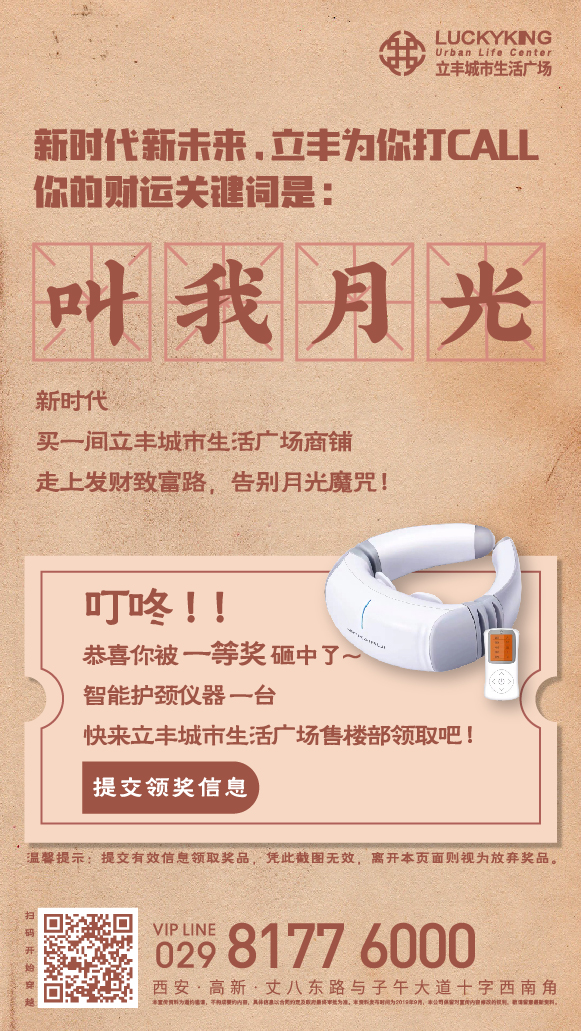 LUCKYKING
Urban Life Center
立丰城市生活广场
新时代新未来，立丰为你打CALL
你的财运关键词是：
叫我月光
新时代
买一间立丰城市生活广场商铺
走上发财致富路，告别月光魔咒！
叮咚！！
恭喜你被一等奖砸中了~
智能护颈仪器一台
快来立丰城市生活广场售楼部领取吧！
提交领奖信息
温馨提示：提交有效信息领取奖品，凭此截图无效，离开本页面则视为放弃奖品。
扫码开始穿越
VIP LINE
029 8177 6000
西安·高新·丈八东路与子午大道十字西南角